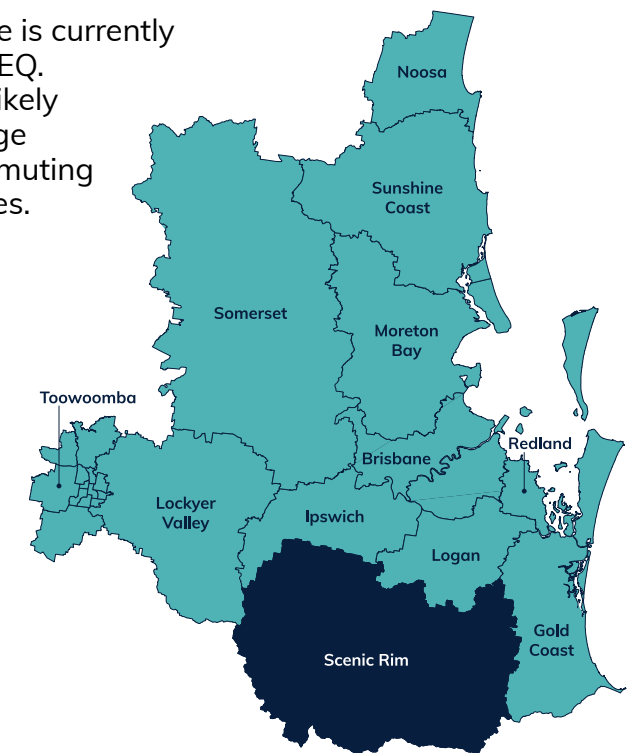 e is currently
EQ.
ikely
ge
muting
es.
Noosa
Sunshine
Coast
Somerset
Moreton
Bay
Toowoomba
Redland
Brisbane
Lockyer
Valley
Ipswich
Logan
Gold
Coast
Scenic Rim